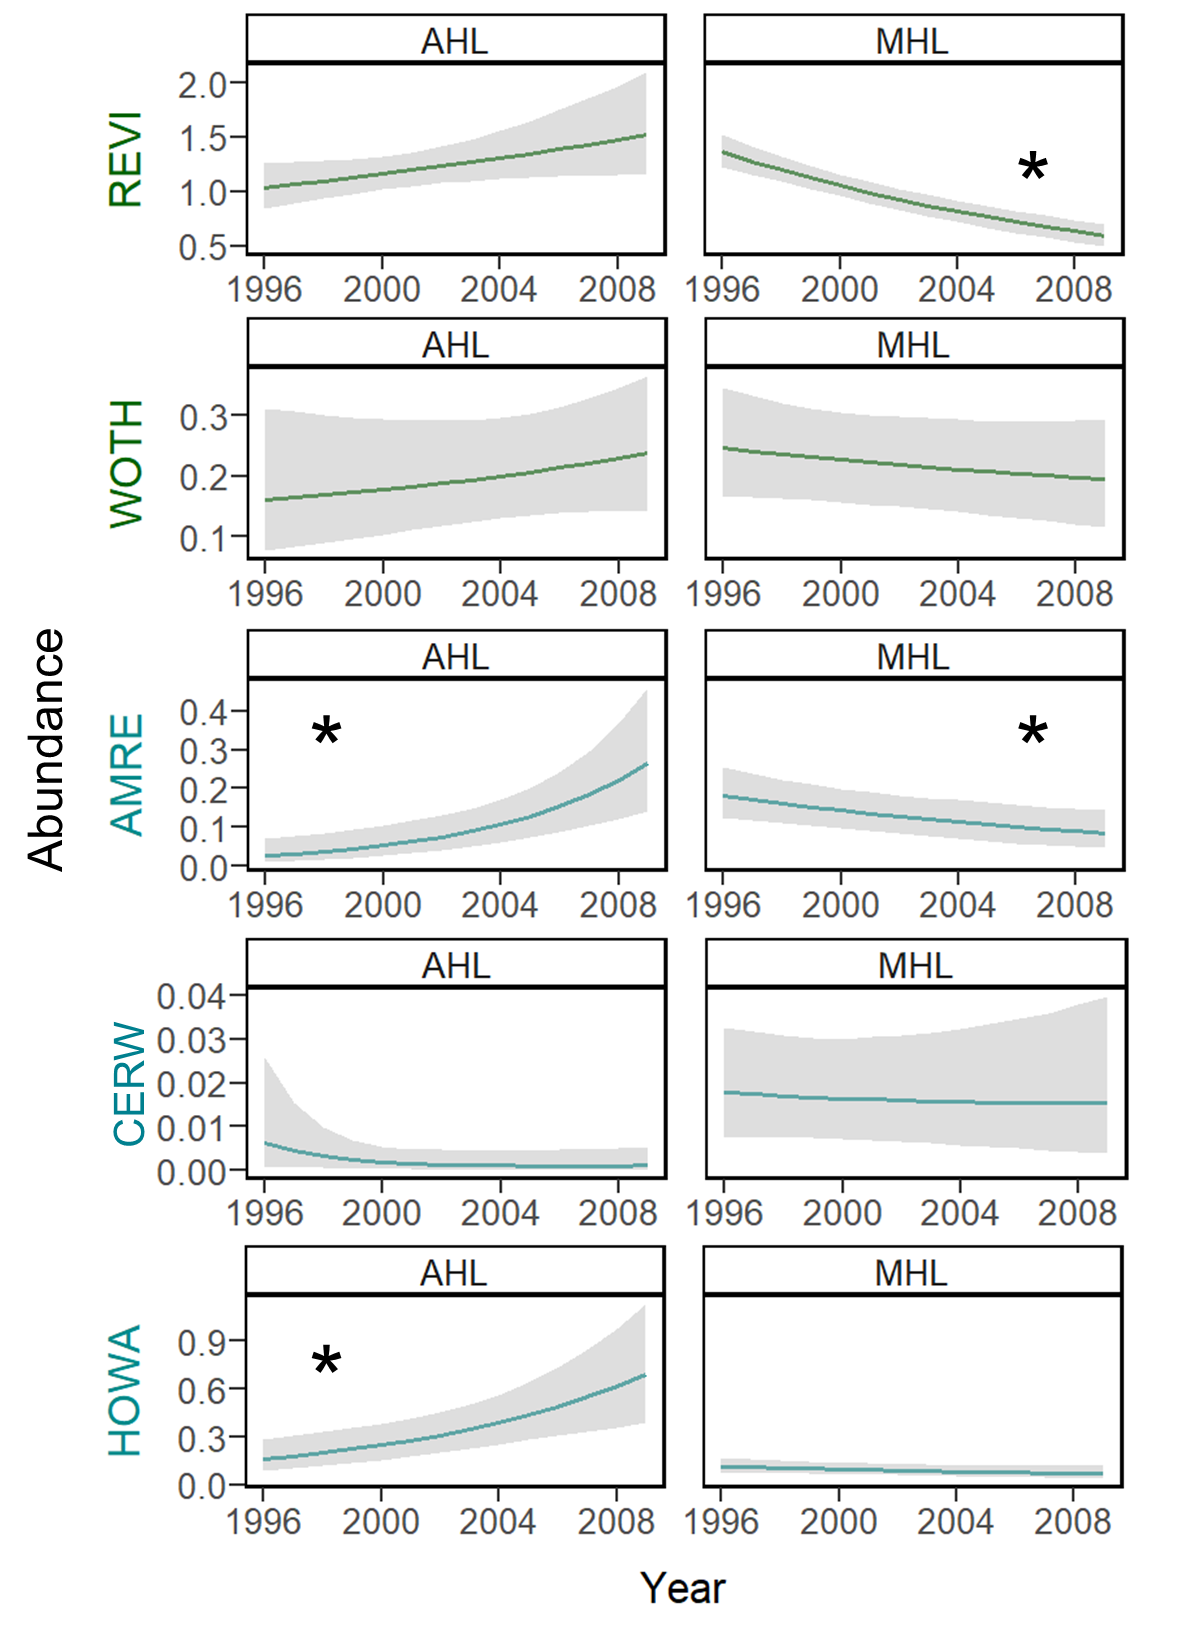 AHL MHL
REVI
2.0
1.5
1.0
0.5
*
1996 2000 2004 2008 1996 2000 2004 2008
AHL MHL
WOTH
0.3
0.2
0.1
1996 2000 2004 2008 1996 2000 2004 2008
Abundance
AHL MHL
AMRE
0.4
0.3
0.2
0.1
0.0
* *
1996 2000 2004 2008 1996 2000 2004 2008
AHL MHL
CERW
0.04
0.03
0.02
0.01
0.00
1996 2000 2004 2008 1996 2000 2004 2008
AHL MHL
HOWA
0.9
0.6
0.3
0.0
*
1996 2000 2004 2008 1996 2000 2004 2008
Year